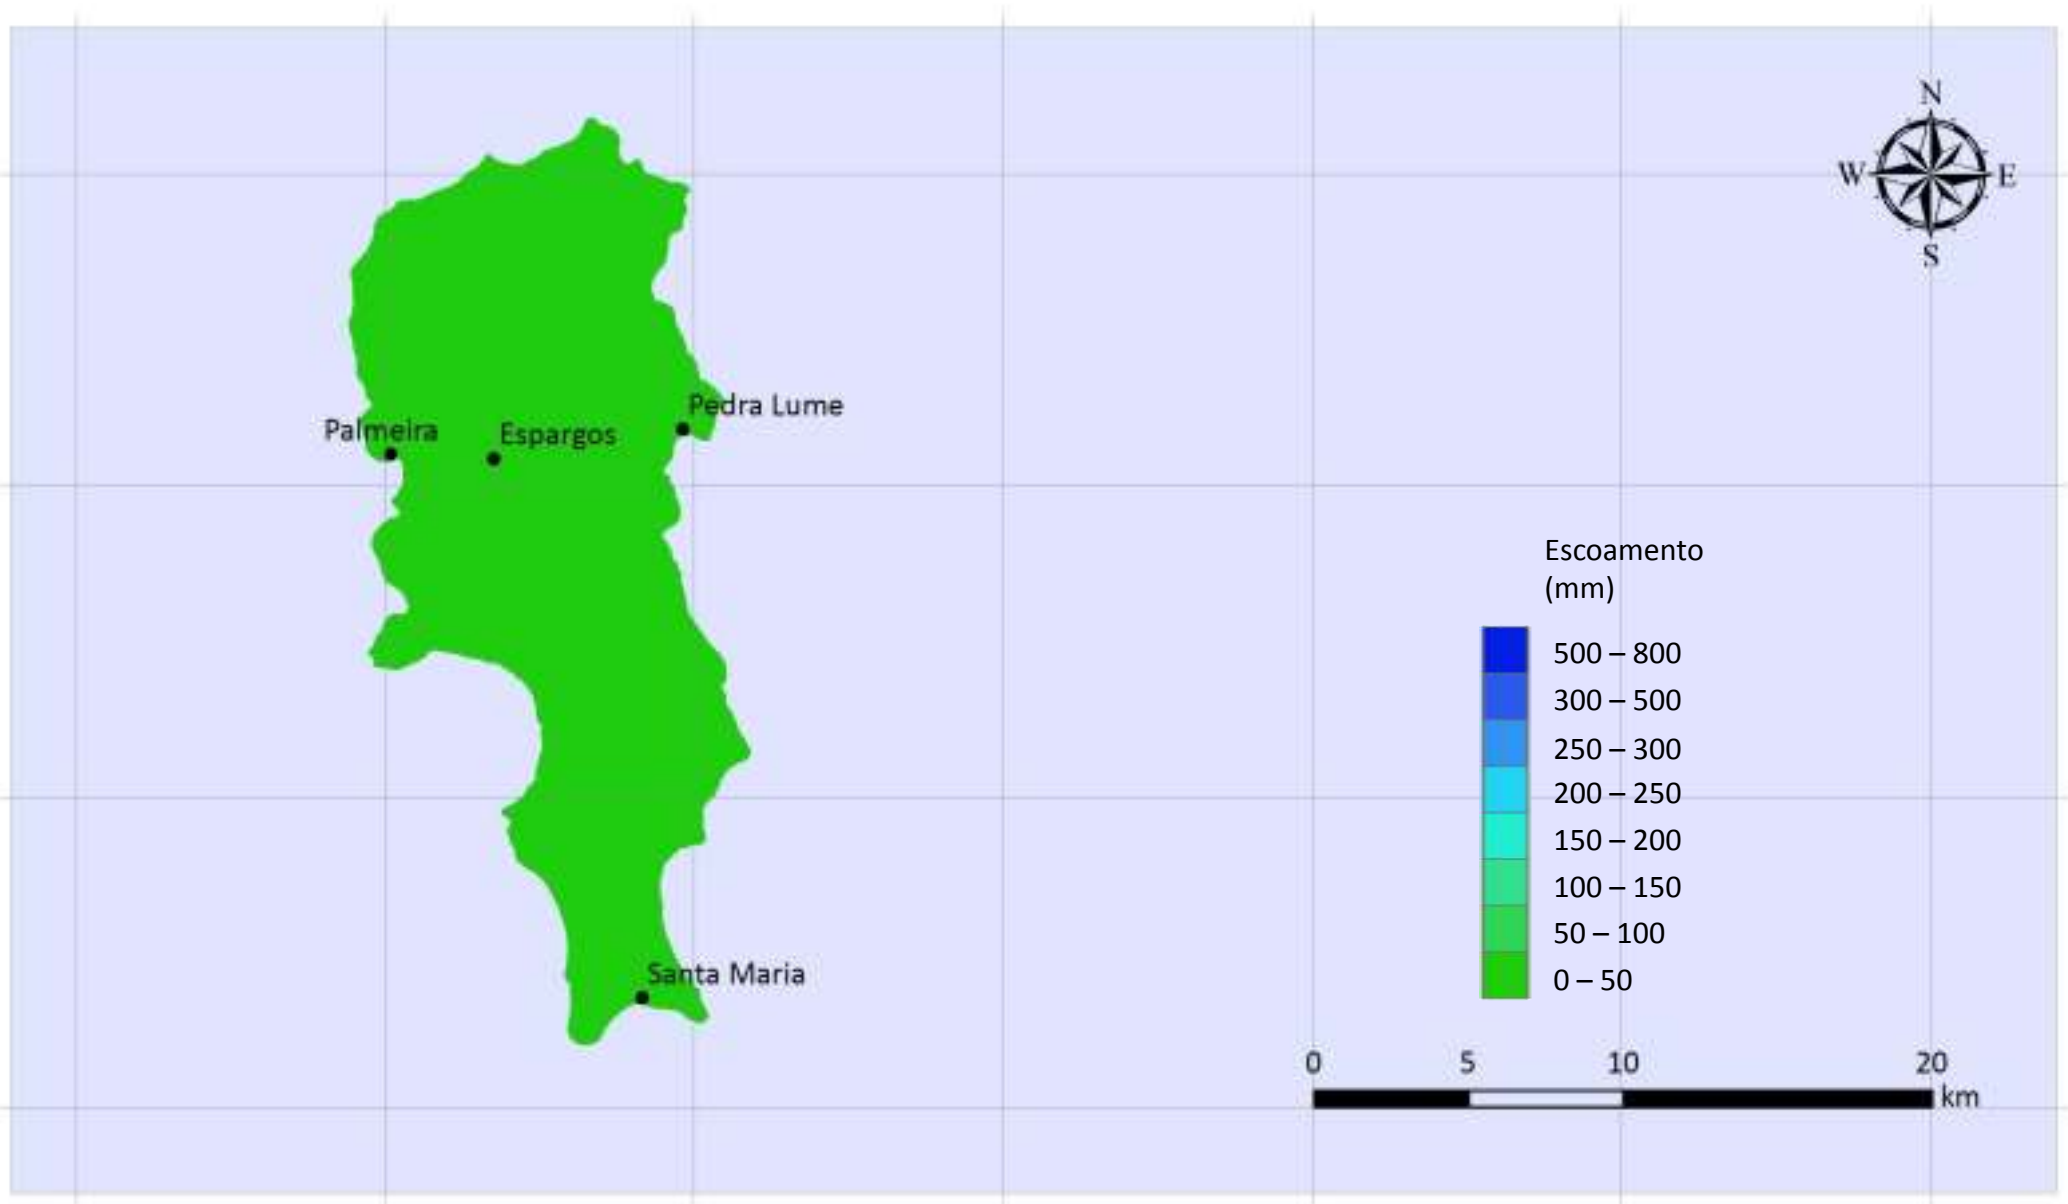 N
W
E
S
Pedra Lume
Palmeira
Espargos
Escoamento
(mm)
500 – 800
300 – 500
250 – 300
200 – 250
150 – 200
100 – 150
50 – 100
0 – 50
Santa Maria
0 5 10 20
km